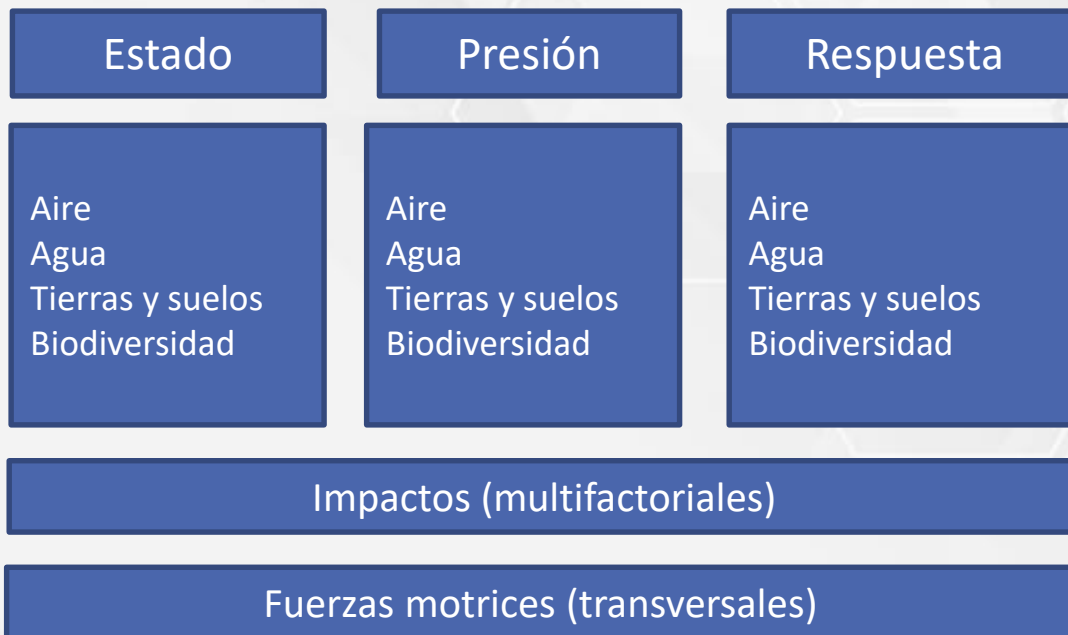 Estado
Presión
Respuesta
Aire
Agua
Tierras y suelos
Biodiversidad
Aire
Agua
Tierras y suelos
Biodiversidad
Aire
Agua
Tierras y suelos
Biodiversidad
Impactos (multifactoriales)
Fuerzas motrices (transversales)